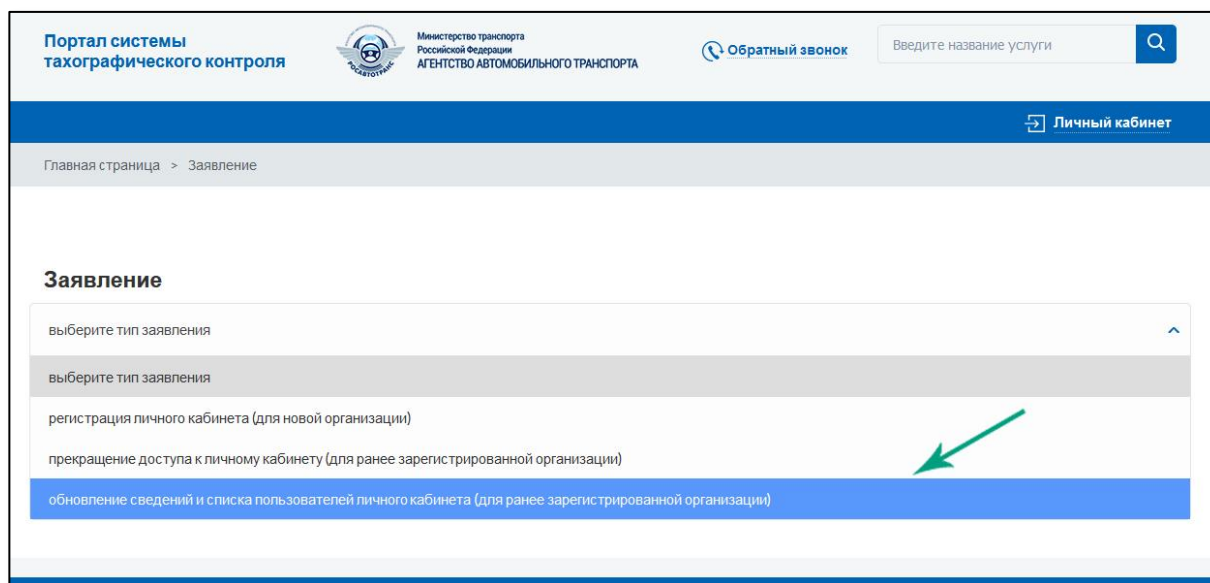 Портал системы
тахографического контроля
РОСАВТОТРАНС
Министерство транспорта
Российской Федерации
АГЕНТСТВО АВТОМОБИЛЬНОГО ТРАНСПОРТА
Обратный звонок
Введите название услуги
Личный кабинет
Главная страница > Заявление
Заявление
выберите тип заявления
выберите тип заявления
регистрация личного кабинета (для новой организации)
прекращение доступа к личному кабинету (для ранее зарегистрированной организации)
обновление сведений и списка пользователей личного кабинета (для ранее зарегистрированной организации)